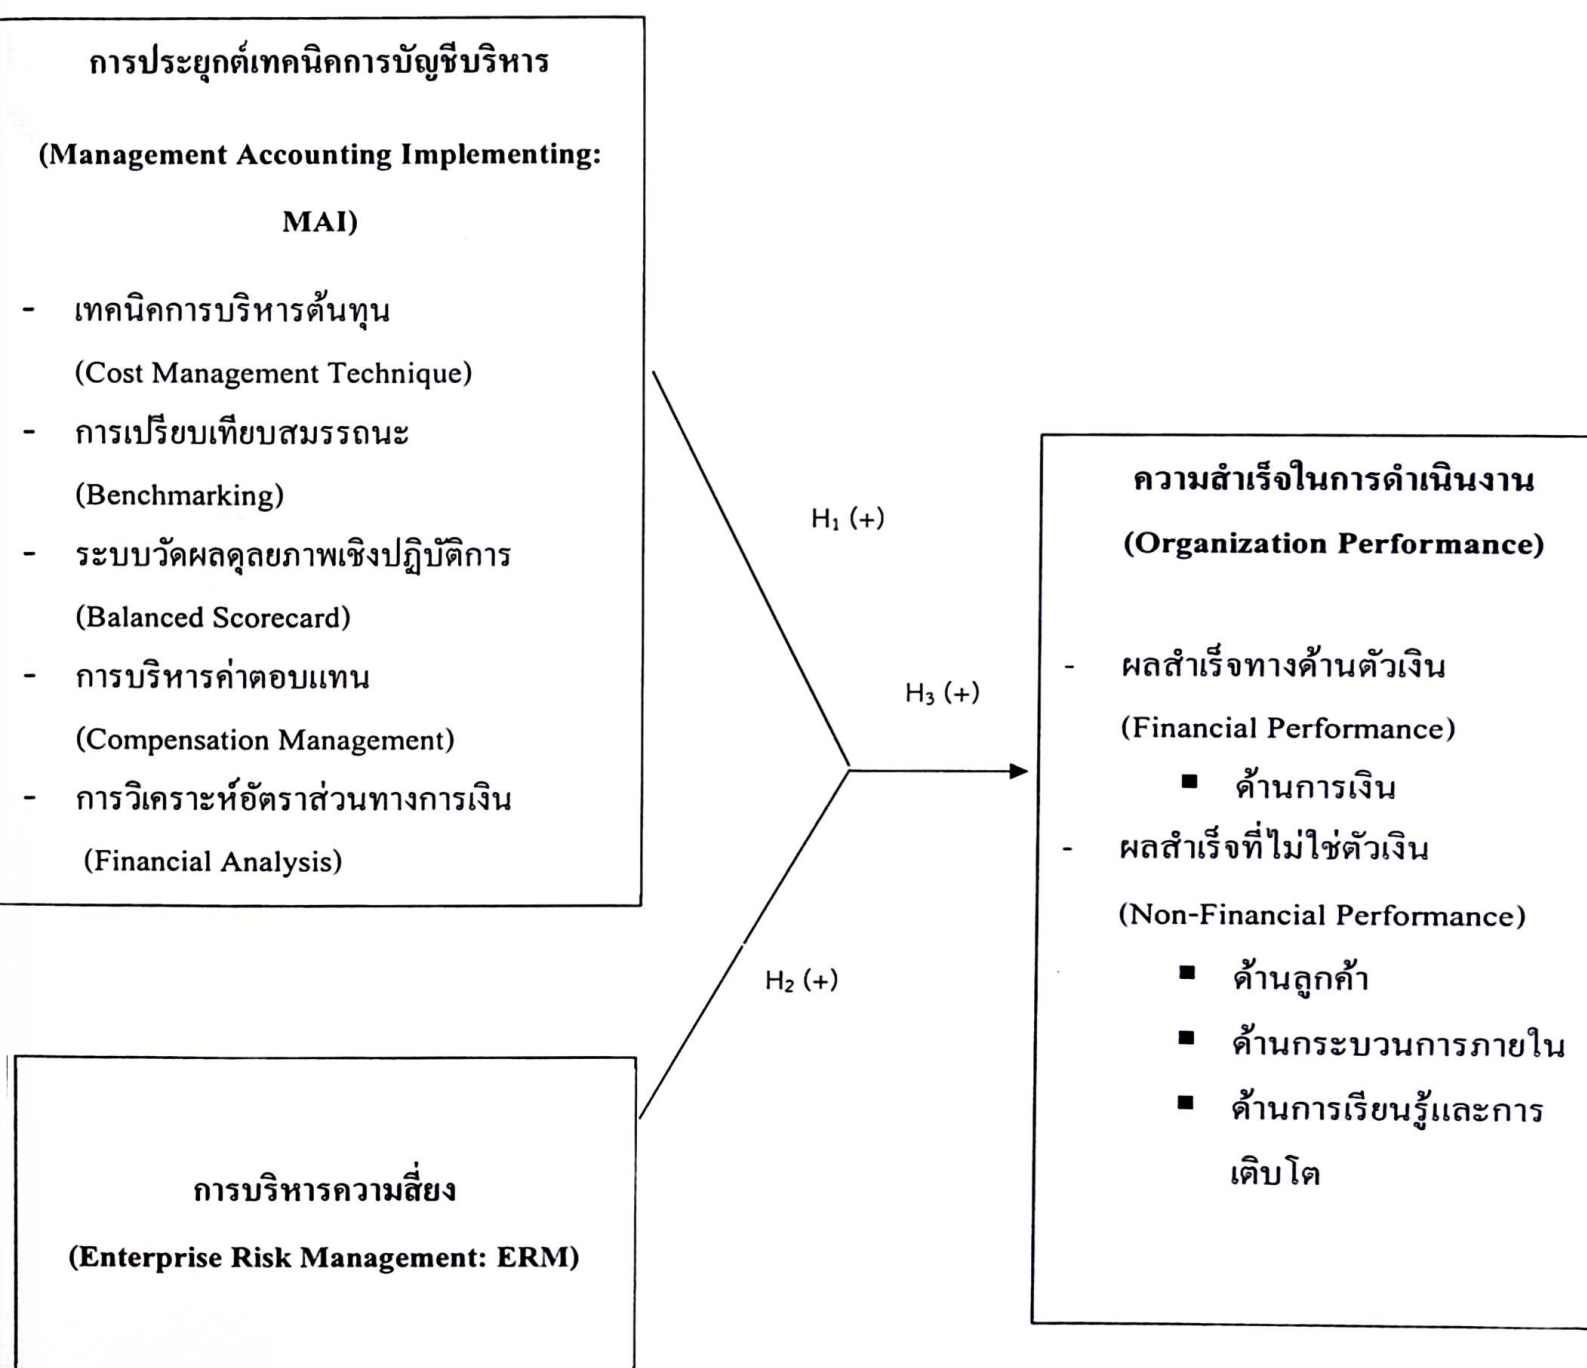 การประยุกต์เทคนิคการบัญชีบริหาร
(Management Accounting Implementing:
MAI)
- เทคนิคการบริหารต้นทุน
(Cost Management Technique)
- การเปรียบเทียบสมรรถนะ
(Benchmarking)
- ระบบวัดผลดุลยภาพเชิงปฏิบัติการ
(Balanced Scorecard)
- การบริหารค่าตอบแทน
(Compensation Management)
- การวิเคราะห์อัตราส่วนทางการเงิน
(Financial Analysis)
H₁ (+)
H₃ (+)
H₂ (+)
การบริหารความสี่ยง
(Enterprise Risk Management: ERM)
ความสำเร็จในการดำเนินงาน
(Organization Performance)
- ผลสำเร็จทางด้านตัวเงิน
(Financial Performance)
■ ด้านการเงิน
- ผลสำเร็จที่ไม่ใช่ตัวเงิน
(Non-Financial Performance)
■ ด้านลูกค้า
■ ด้านกระบวนการภายใน
■ ด้านการเรียนรู้และการ
เติบโต